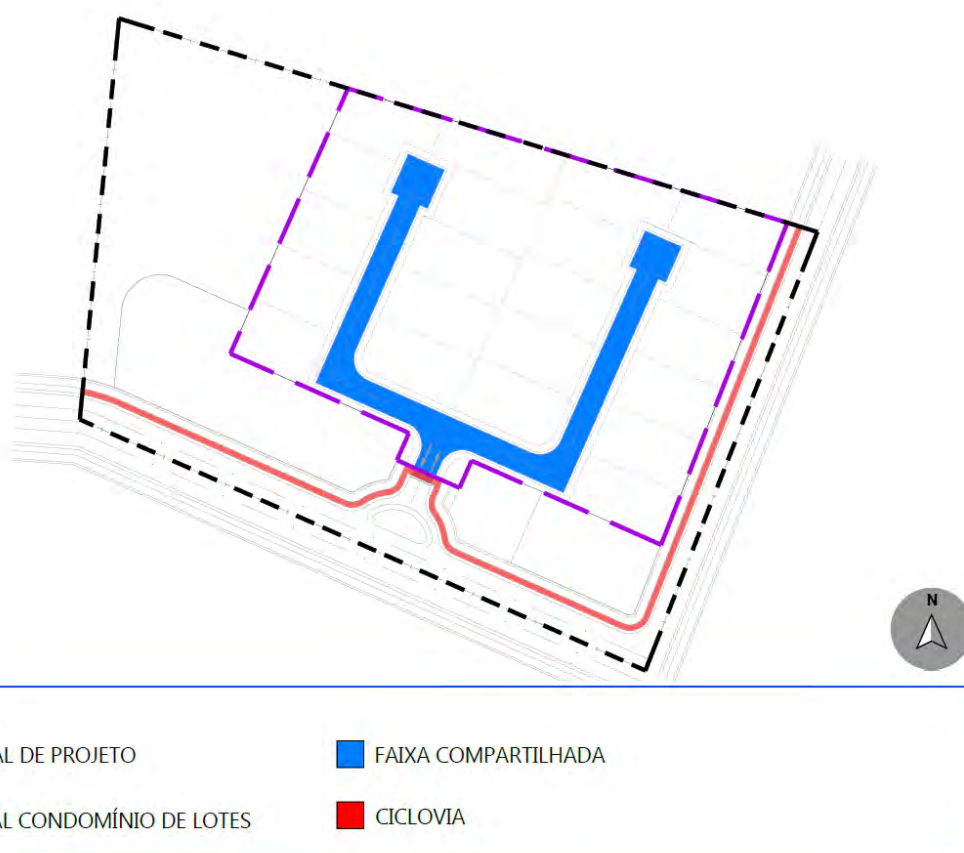 N
AL DE PROJETO
FAIXA COMPARTILHADA
AL CONDOMÍNIO DE LOTES
CICLOVIA